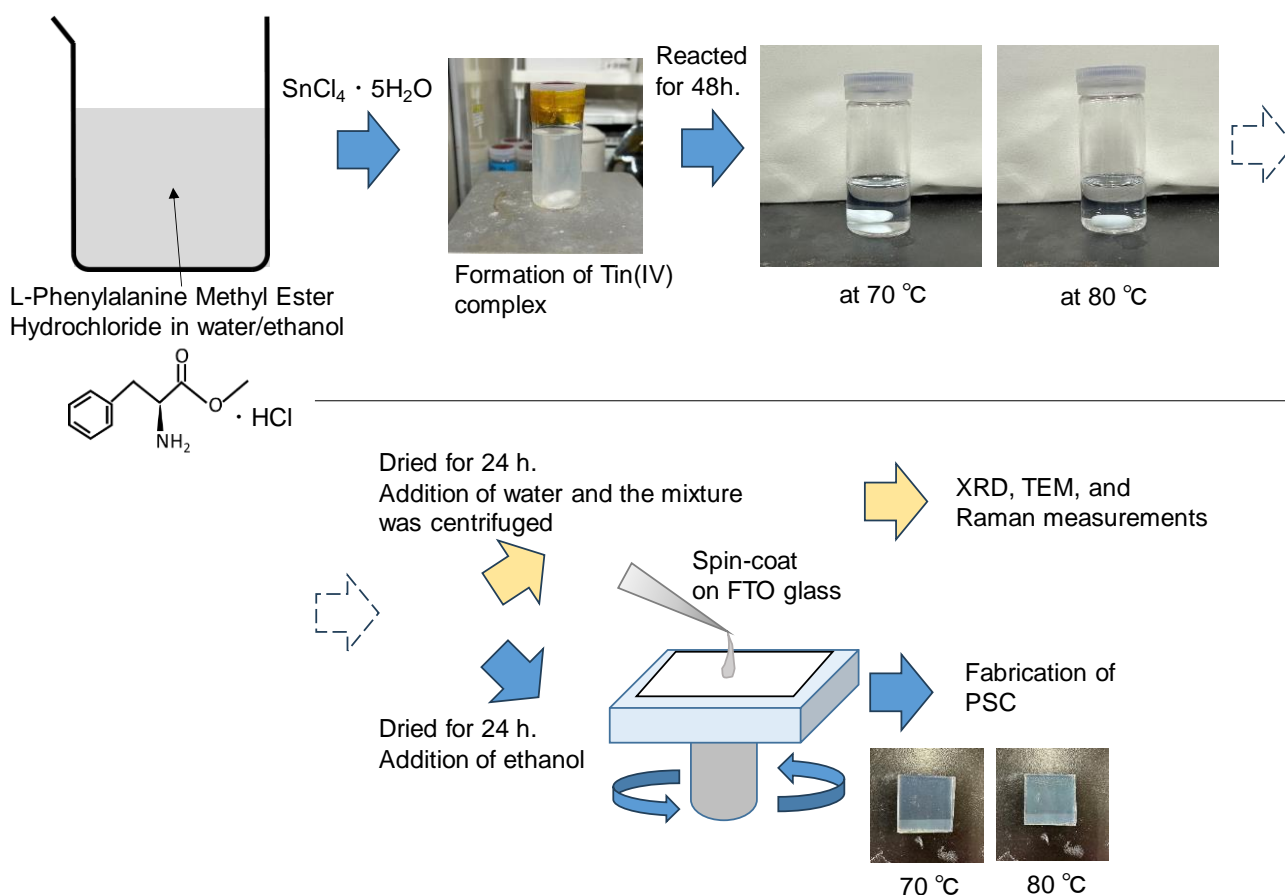 SnCl₄・5H₂O
Reacted
for 48h.
Formation of Tin(IV)
complex
at 70 ℃
at 80 ℃
L-Phenylalanine Methyl Ester
Hydrochloride in water/ethanol
O
O
NH₂
・HCl
Dried for 24 h.
Addition of water and the mixture
was centrifuged
XRD, TEM, and
Raman measurements
Spin-coat
on FTO glass
Dried for 24 h.
Addition of ethanol
Fabrication of
PSC
70 ℃
80 ℃